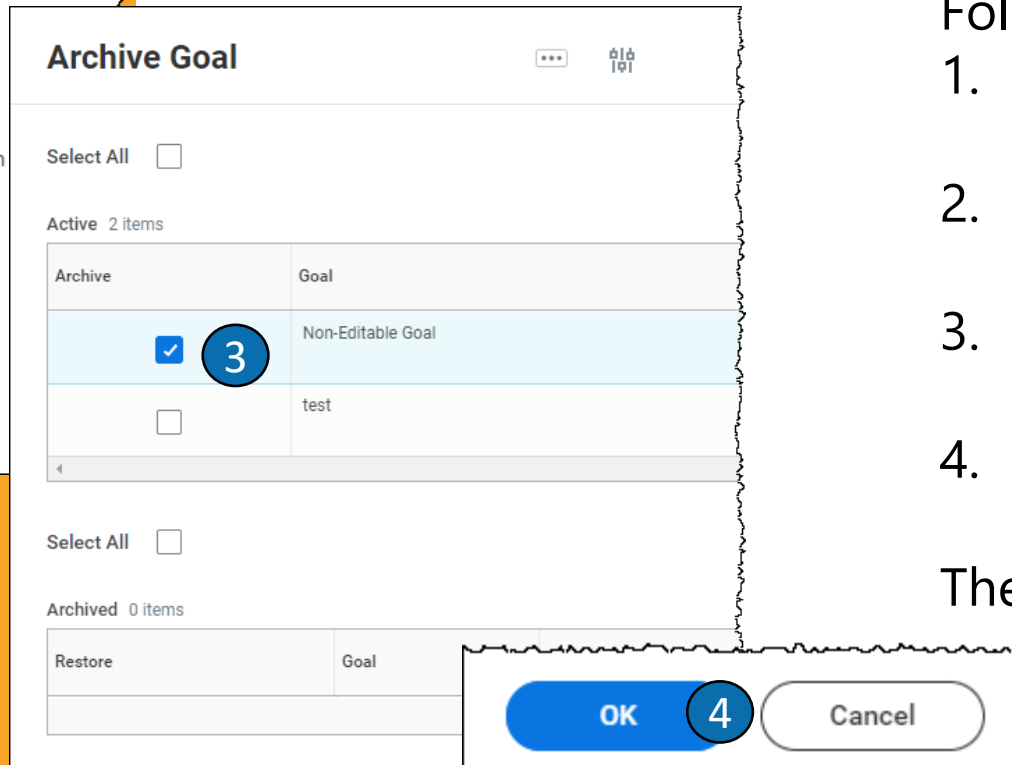 Archive Goal
Select All
Active 2 items
Archive Goal
3 Non-Editable Goal
test
Select All
Archived 0 items
Restore Goal
OK 4 Cancel
1.
2.
3.
4.